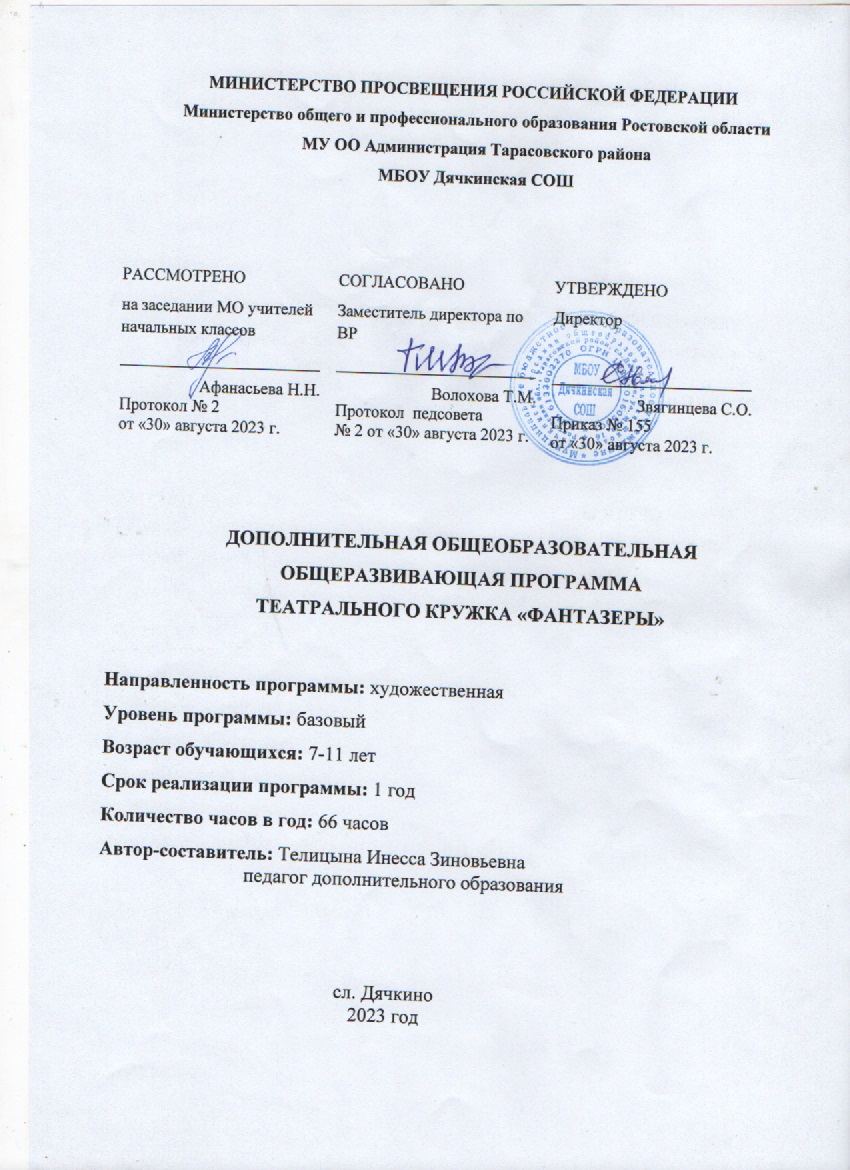 МИНИСТЕРСТВО ПРОСВЕЩЕНИЯ РОССИЙСКОЙ ФЕДЕРАЦИИ
Министерство общего и профессионального образования Ростовской области
МУ ОО Администрация Тарасовского района
МБОУ Дячкинская СОШ
РАССМОТРЕНО
на заседании МО учителей
начальных классов
Афанасьева Н.Н.
Протокол № 2
от «30» августа 2023 г.
СОГЛАСОВАНО
Заместитель директора по
ВР
Волохова Т.М.
Протокол педсовета
№ 2 от «30» августа 2023 г.
УТВЕРЖДЕНО
Директор
Звягинцева С.О.
Приказ № 155
от «30» августа 2023 г.
МБОУ
Дячкинская
СОШ
ДОПОЛНИТЕЛЬНАЯ ОБЩЕОБРАЗОВАТЕЛЬНАЯ
ОБЩЕРАЗВИВАЮЩАЯ ПРОГРАММА
ТЕАТРАЛЬНОГО КРУЖКА «ФАНТАЗЕРЫ»
Направленность программы: художественная
Уровень программы: базовый
Возраст обучающихся: 7-11 лет
Срок реализации программы: 1 год
Количество часов в год: 66 часов
Автор-составитель: Телицына Инесса Зиновьевна
педагог дополнительного образования
сл. Дячкино
2023 год